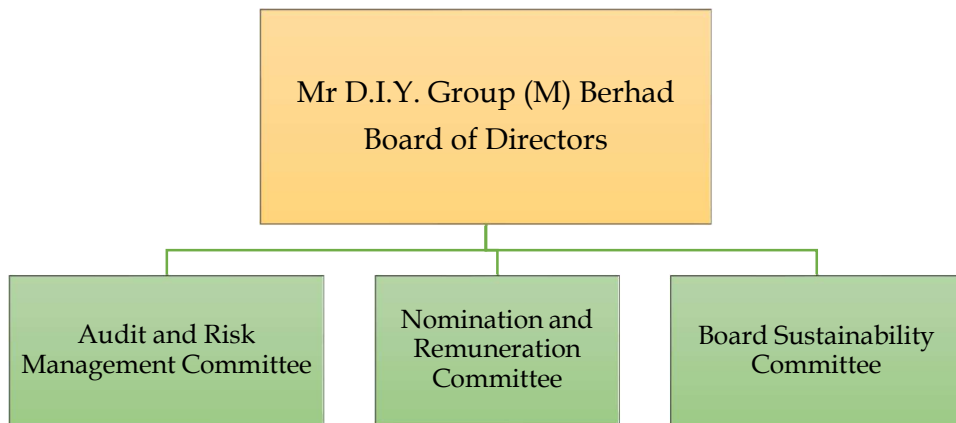 Mr D.I.Y. Group (M) Berhad
Board of Directors
Audit and Risk
Management Committee
Nomination and
Remuneration
Committee
Board Sustainability
Committee